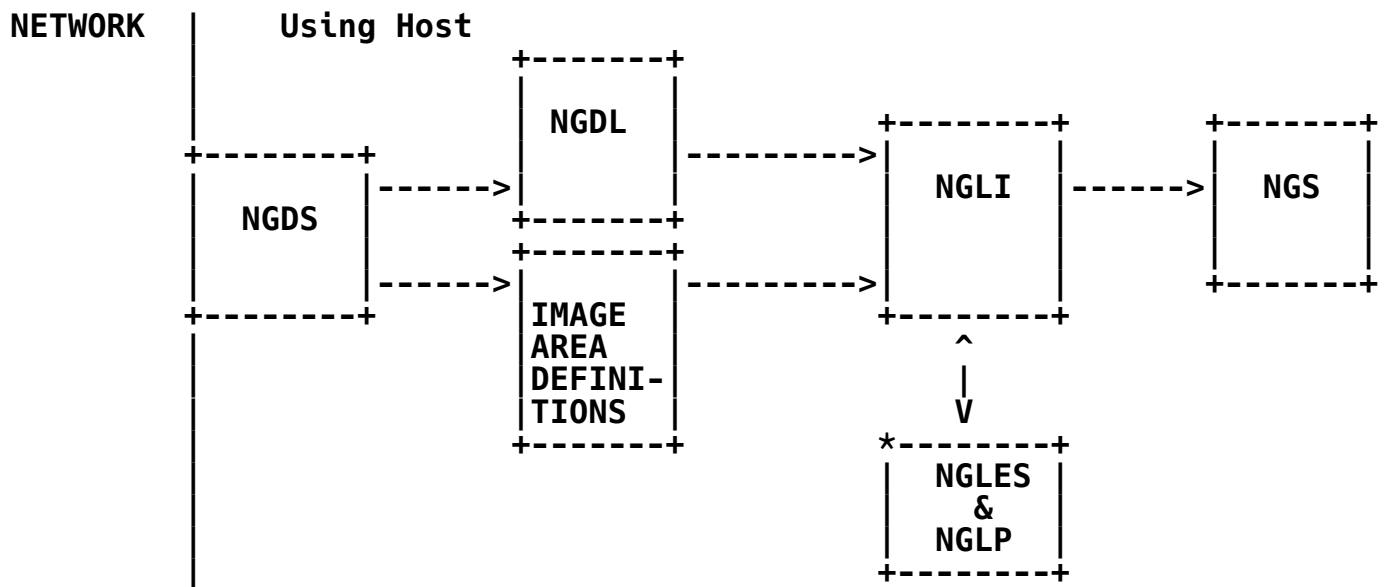 NETWORK
Using Host
NGDL
NGDS
NGLI
NGS
IMAGE
AREA
DEFINI-
TIONS
NGLES
&
NGLP